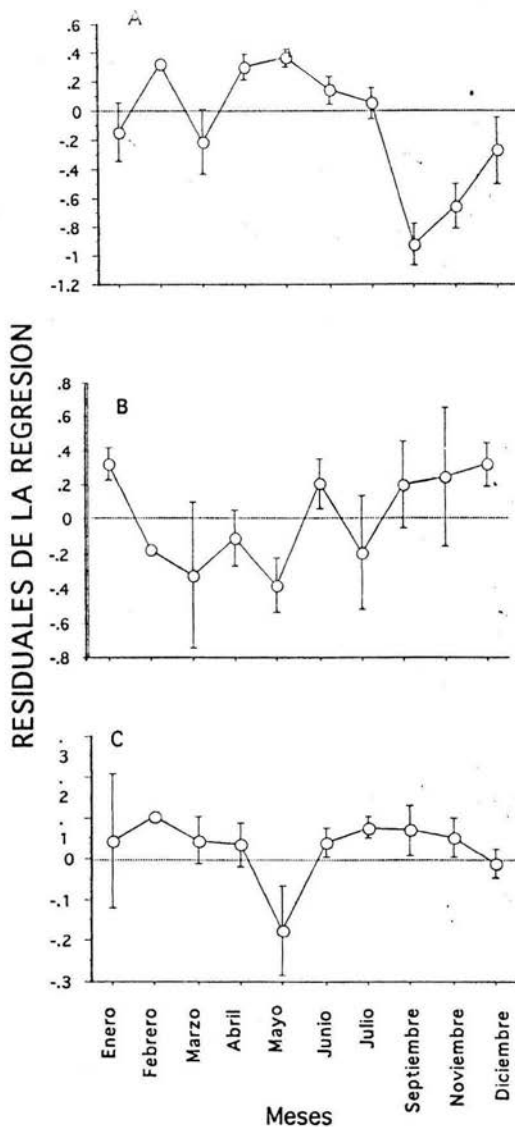 A
.6
.4
.2
0
-.2
-.4
-.6
-.8
-1
-1.2
RESIDUALES DE LA REGRESION
B
.8
.6
.4
.2
0
-.2
-.4
-.6
-.8
C
.3
.2
.1
0
-.1
-.2
-.3
Enero
Febrero
Marzo
Abril
Mayo
Junio
Julio
Septiembre
Noviembre
Diciembre
Meses